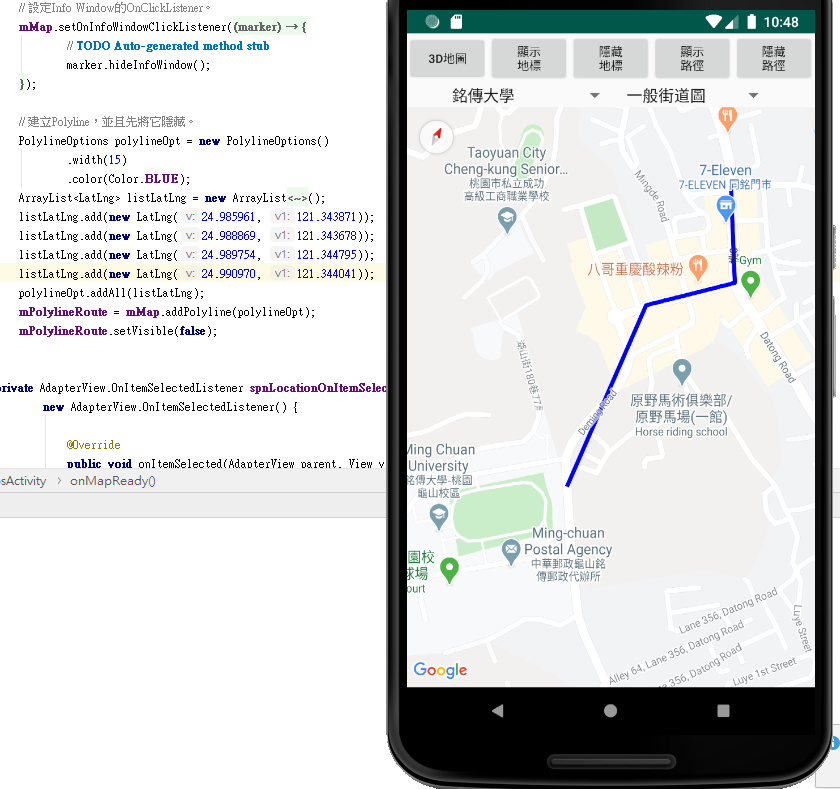 // 設定Info Window的OnClickListener。
mMap.setOnInfoWindowClickListener((marker) → {
// TODO Auto-generated method stub
marker.hideInfoWindow();
});
// 建立Polyline，並且先將它隱藏。
PolylineOptions polylineOpt = new PolylineOptions()
.width(15)
.color(Color.BLUE);
ArrayList<LatLng> listLatLng = new ArrayList<~>();
listLatLng.add(new LatLng( v: 24.985961, v1: 121.343871));
listLatLng.add(new LatLng( v: 24.988869, v1: 121.343678));
listLatLng.add(new LatLng( v: 24.989754, v1: 121.344795));
listLatLng.add(new LatLng( v: 24.990970, v1: 121.344041));
polylineOpt.addAll(listLatLng);
mPolylineRoute = mMap.addPolyline(polylineOpt);
mPolylineRoute.setVisible(false);
rivate AdapterView.OnItemSelectedListener spnLocationOnItemSelec
new AdapterView.OnItemSelectedListener() {
@Override
public void onItemSelected(AdapterView parent, View v
sActivity > onMapReady()
10:48
3D地圖
顯示
地標
隱藏
地標
顯示
路徑
隱藏
路徑
銘傳大學
一般街道圖
Taoyuan City
Cheng-kung Senior...
桃園市私立成功
高級工商職業學校
Mingde Road
7-Eleven
7-ELEVEN 同銘門市
八哥重慶酸辣粉
Gym
Datong Road
原野馬術俱樂部/
原野馬場(一館)
Horse riding school
Deming Road
Ming Chuan
University
銘傳大學-桃園
龜山校區
Ming-chuan
Postal Agency
中華郵政龜山銘
傳郵政代辦所
園校
球場
ourt
Lane 356, Datong Road
Lane 356, Datong Road
Alley 64, Lane 356, Datong Road
Luye 1st Street
Luye Street
Google